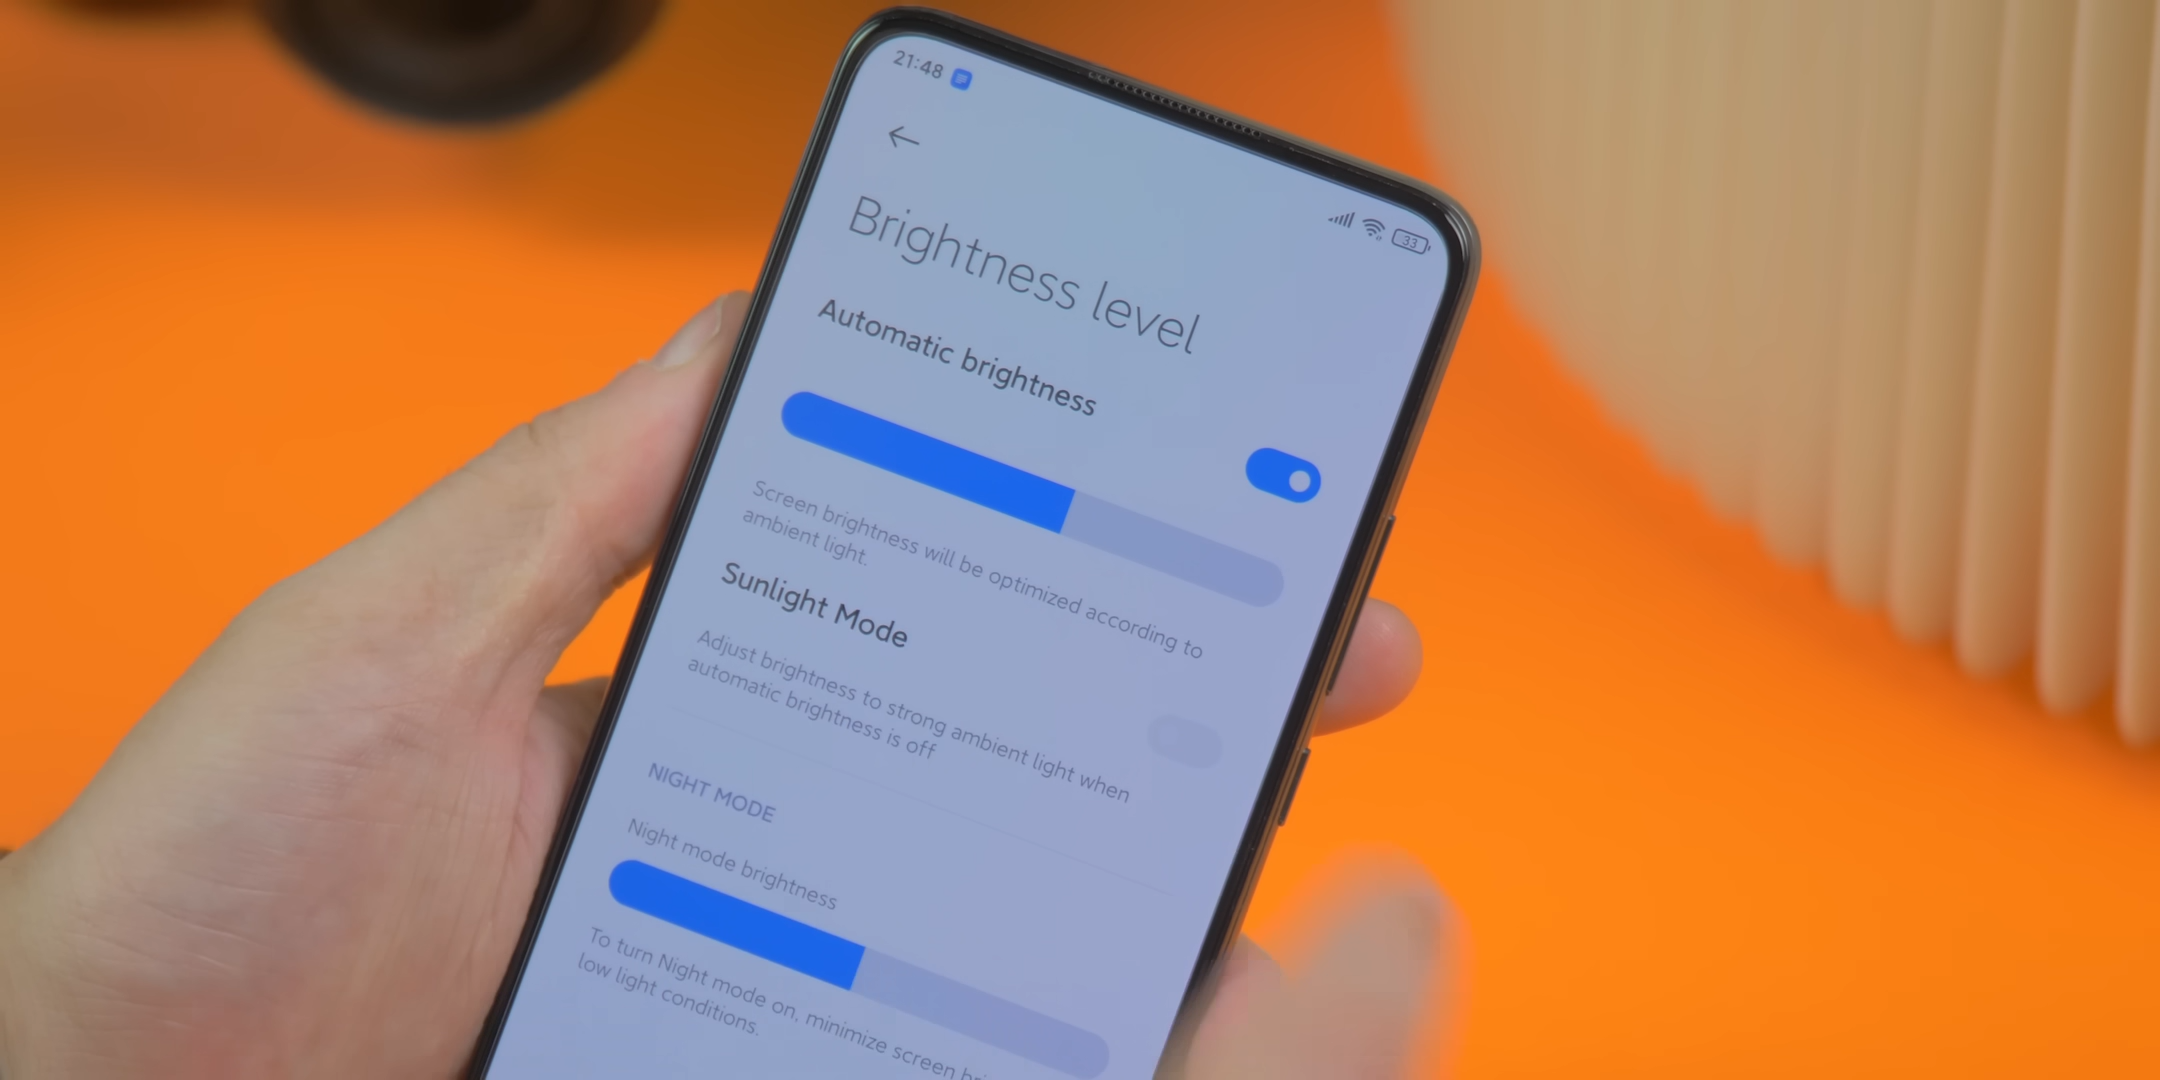 21:48
33
Brightness level
Automatic brightness
Screen brightness will be optimized according to
ambient light.
Sunlight Mode
Adjust brightness to strong ambient light when
automatic brightness is off
NIGHT MODE
Night mode brightness
To turn Night mode on, minimize screen
low light conditions.